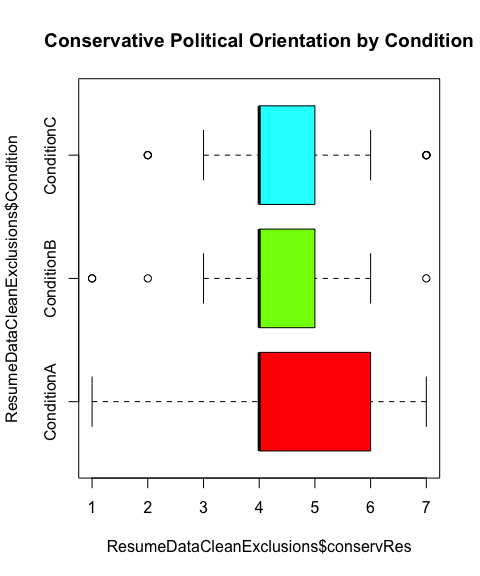 Conservative Political Orientation by Condition
ResumeDataCleanExclusions$Condition
ConditionC
ConditionB
ConditionA
1 2 3 4 5 6 7
ResumeDataCleanExclusions$conservRes